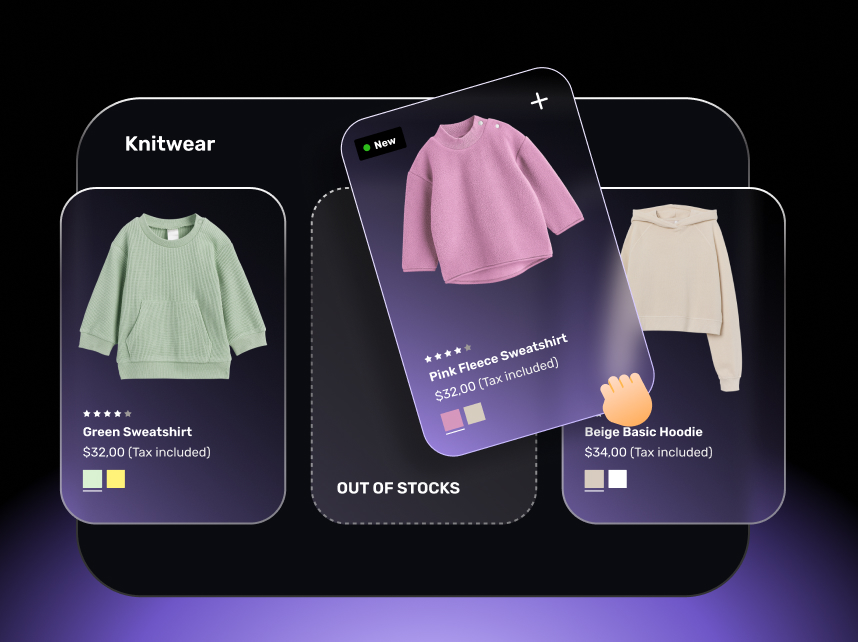 Knitwear
New
Green Sweatshirt
$32,00 (Tax included)
OUT OF STOCKS
Pink Fleece Sweatshirt
$32,00 (Tax included)
Beige Basic Hoodie
$34,00 (Tax included)